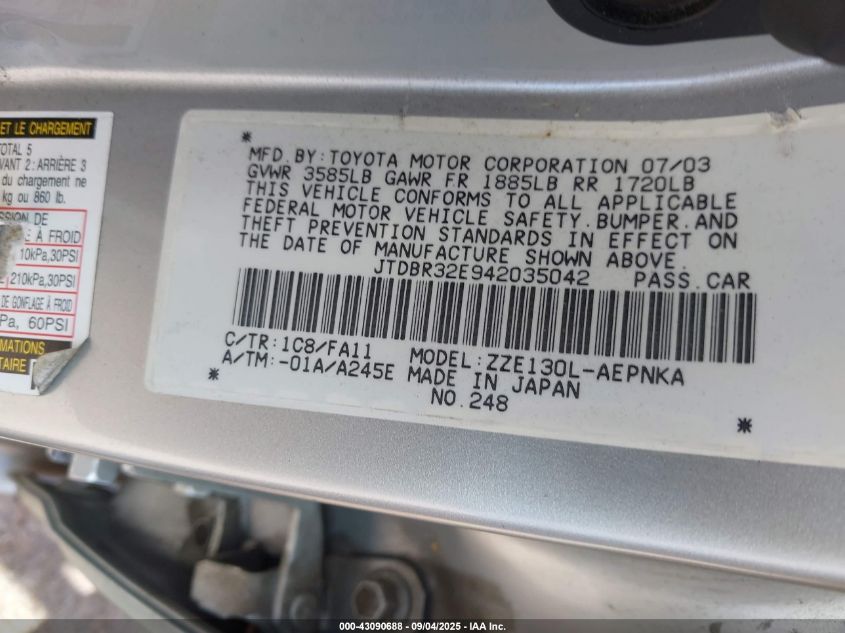 ET LE CHARGEMENT
TOTAL 5
VANT 2: ARRIÈRE 3
du chargement ne
kg ou 860 lb.
DE
E À FROID
10kPa,30PSI
210kPa,30PSI
DE GONFLAGE À FROID
Pa, 60PSI
MATIONS
TAIRE
*
MFD.BY:TOYOTA MOTOR CORPORATION 07/03
GVWR 3585LB GAWR FR 1885LB RR 1720LB
THIS VEHICLE CONFORMS TO ALL APPLICABLE
FEDERAL MOTOR VEHICLE SAFETY.BUMPER.AND
THEFT PREVENTION STANDARDS IN EFFECT ON
THE DATE OF MANUFACTURE SHOWN ABOVE.
JTDBR32E942035042 PASS.CAR
C/TR:1C8/FA11 MODEL:ZZE130L-AEPNKA
A/TM:-01A/A245E MADE IN JAPAN
* NO.248 *
000-43090688 - 09/04/2025 - IAA Inc.